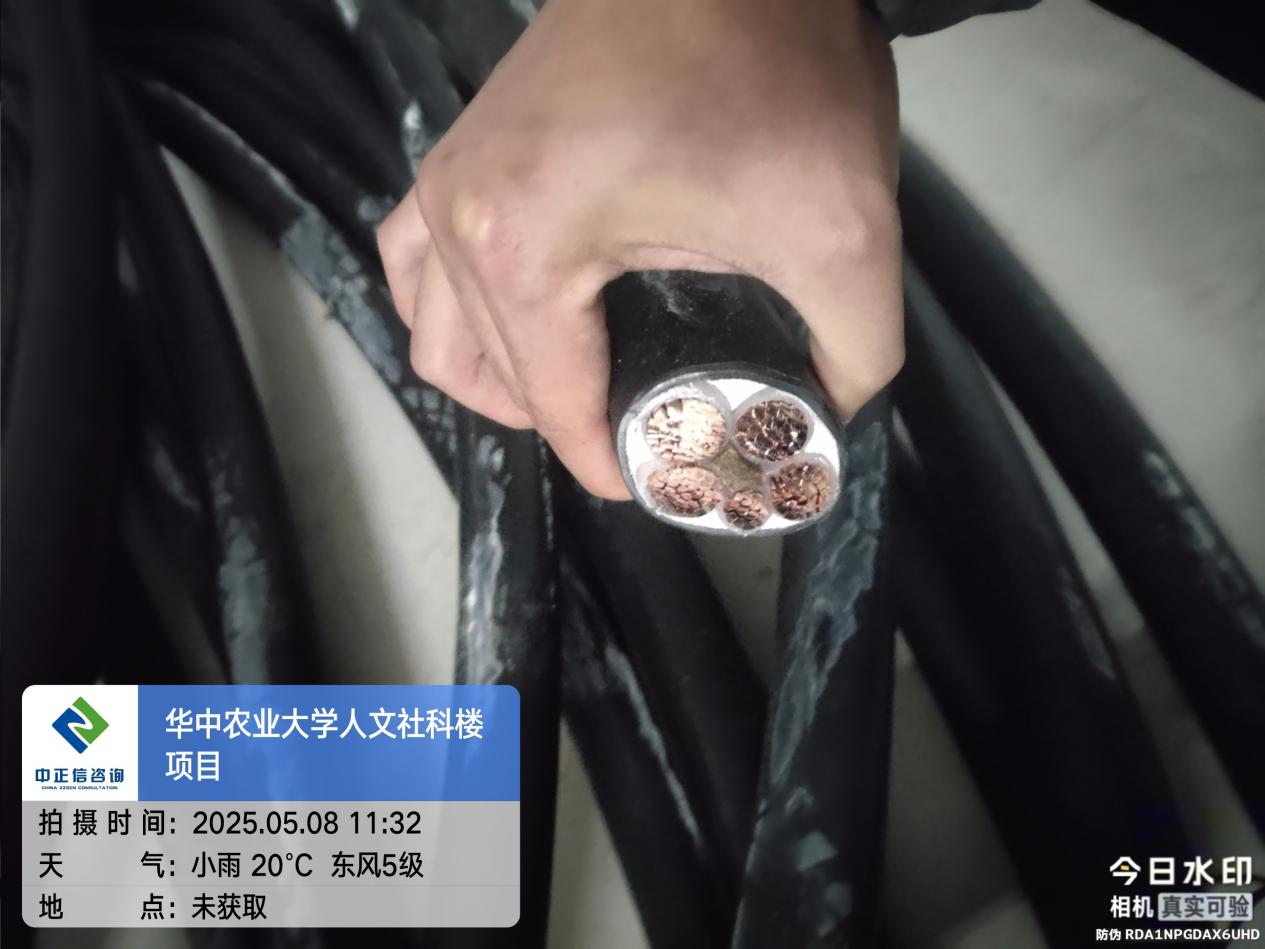 华中农业大学人文社科楼
项目
中正信咨询
CHINA ZZSEN CONSULTATION
拍摄时间：2025.05.08 11:32
天气：小雨 20℃ 东风5级
地点：未获取
今日水印
相机 真实可验
防伪 RDA1NPGDAX6UHD